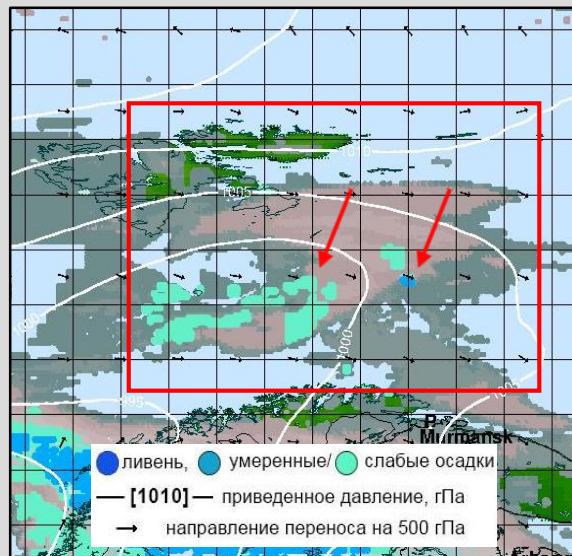 1010
1005
1000
1000
995
1005
Murmansk
ливень, умеренные/ слабые осадки
[1010] приведенное давление, гПа
направление переноса на 500 гПа